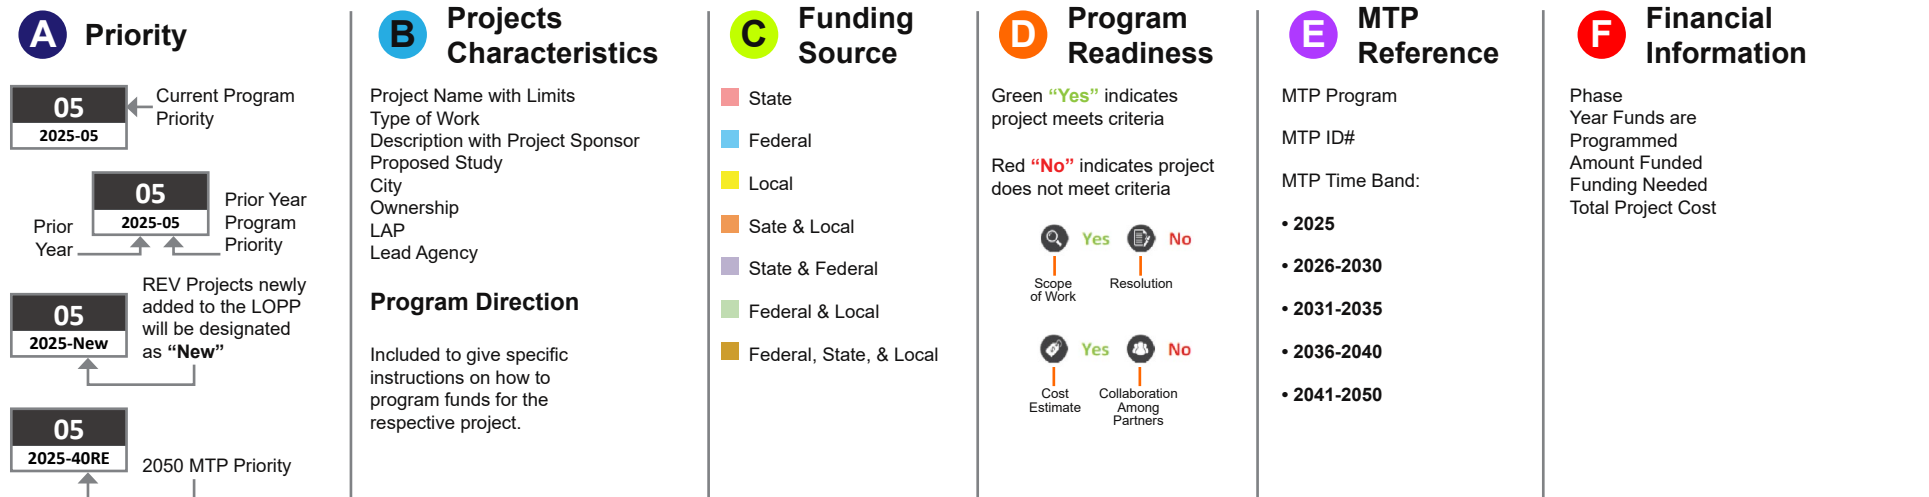 A Priority
05
2025-05
Current Program
Priority
05
2025-05
Prior
Year
Prior Year
Program
Priority
05
2025-New
REV Projects newly
added to the LOPP
will be designated
as “New”
05
2025-40RE
2050 MTP Priority
B Projects
Characteristics
Project Name with Limits
Type of Work
Description with Project Sponsor
Proposed Study
City
Ownership
LAP
Lead Agency
Program Direction
Included to give specific
instructions on how to
program funds for the
respective project.
C Funding
Source
State
Federal
Local
Sate & Local
State & Federal
Federal & Local
Federal, State, & Local
D Program
Readiness
Green “Yes” indicates
project meets criteria
Red “No” indicates project
does not meet criteria
Yes No
Scope
of Work
Resolution
Yes No
Cost
Estimate
Collaboration
Among
Partners
E MTP
Reference
MTP Program
MTP ID#
MTP Time Band:
• 2025
• 2026-2030
• 2031-2035
• 2036-2040
• 2041-2050
F Financial
Information
Phase
Year Funds are
Programmed
Amount Funded
Funding Needed
Total Project Cost